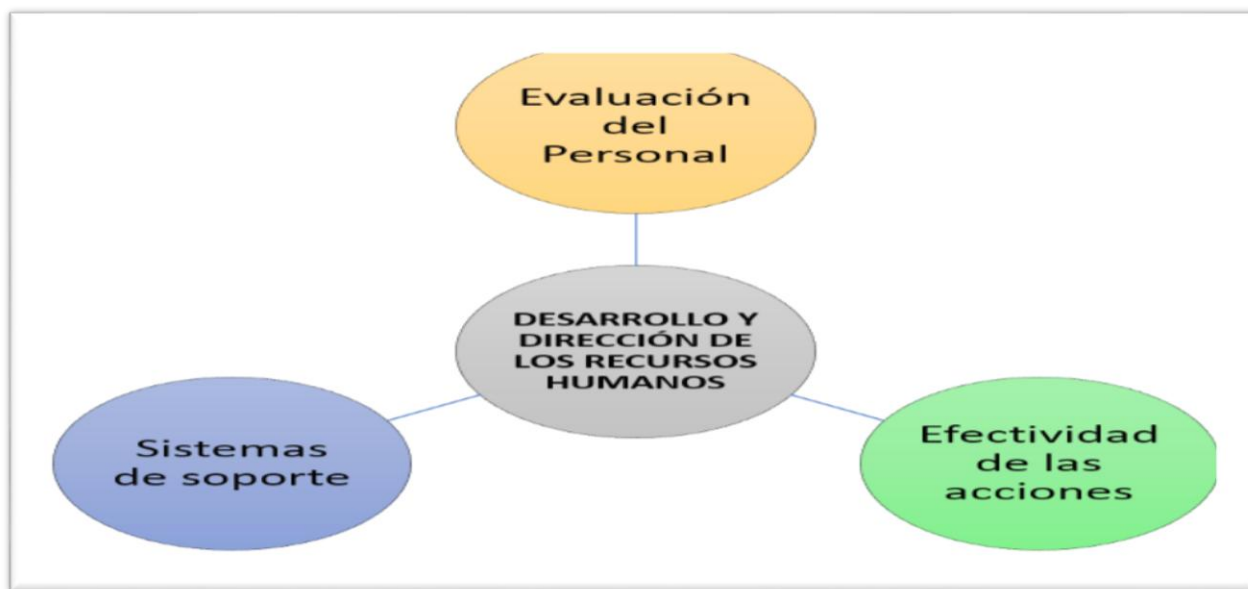 Evaluación
del
Personal
DESARROLLO Y
DIRECCIÓN DE
LOS RECURSOS
HUMANOS
Sistemas
de soporte
Efectividad
de las
acciones